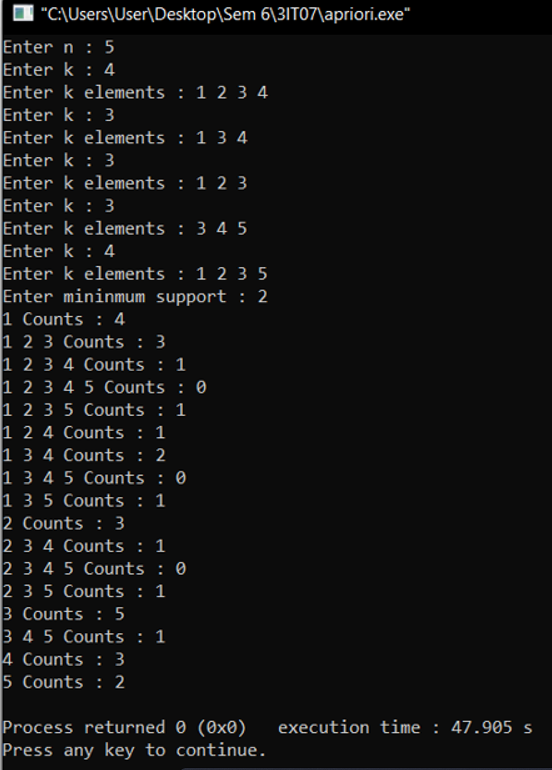 "C:\Users\User\Desktop\Sem 6\3IT07\apriori.exe"
Enter n : 5
Enter k : 4
Enter k elements : 1 2 3 4
Enter k : 3
Enter k elements : 1 3 4
Enter k : 3
Enter k elements : 1 2 3
Enter k : 3
Enter k elements : 3 4 5
Enter k : 4
Enter k elements : 1 2 3 5
Enter mininmum support : 2
1 Counts : 4
1 2 3 Counts : 3
1 2 3 4 Counts : 1
1 2 3 4 5 Counts : 0
1 2 3 5 Counts : 1
1 2 4 Counts : 1
1 3 4 Counts : 2
1 3 4 5 Counts : 0
1 3 5 Counts : 1
2 Counts : 3
2 3 4 Counts : 1
2 3 4 5 Counts : 0
2 3 5 Counts : 1
3 Counts : 5
3 4 5 Counts : 1
4 Counts : 3
5 Counts : 2
Process returned 0 (0x0)   execution time : 47.905 s
Press any key to continue.